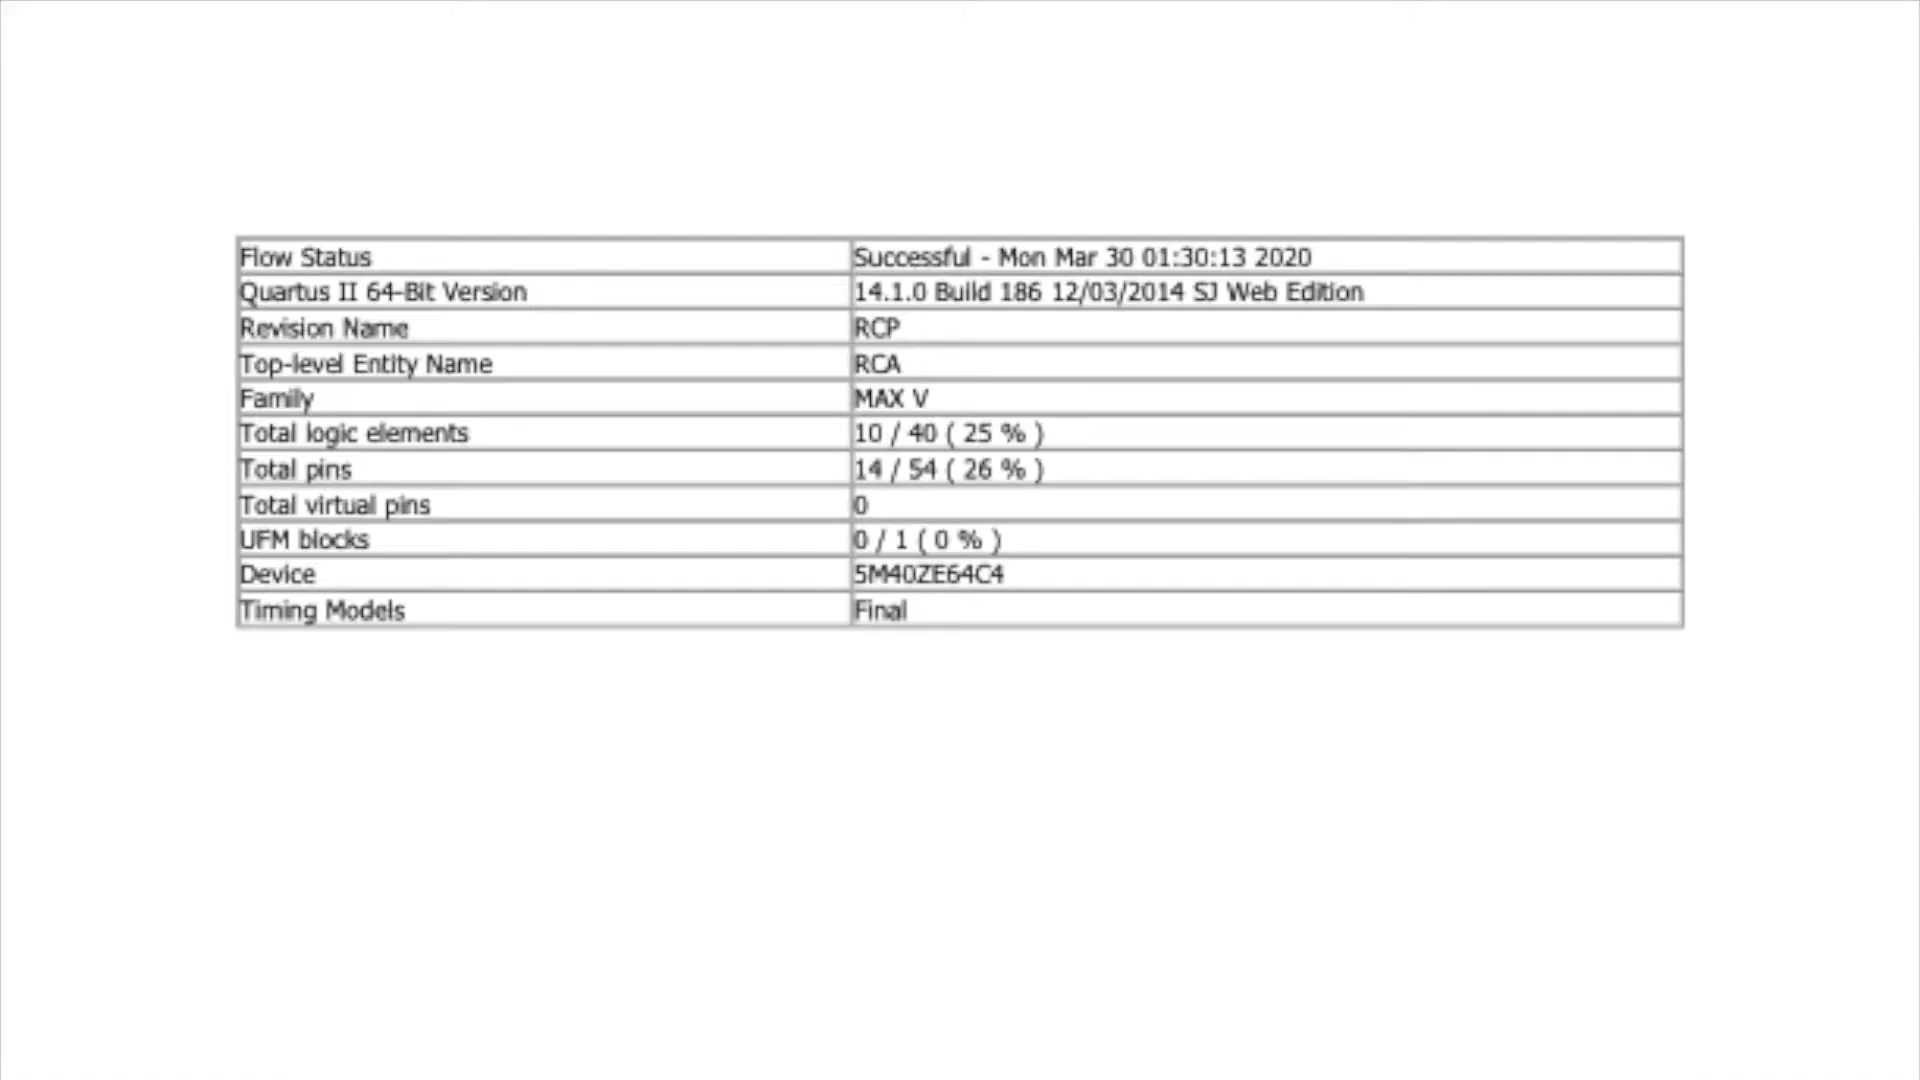 Flow Status Successful - Mon Mar 30 01:30:13 2020
Quartus II 64-Bit Version 14.1.0 Build 186 12/03/2014 SJ Web Edition
Revision Name RCP
Top-level Entity Name RCA
Family MAX V
Total logic elements 10 / 40 ( 25 % )
Total pins 14 / 54 ( 26 % )
Total virtual pins 0
UFM blocks 0 / 1 ( 0 % )
Device 5M40ZE64C4
Timing Models Final